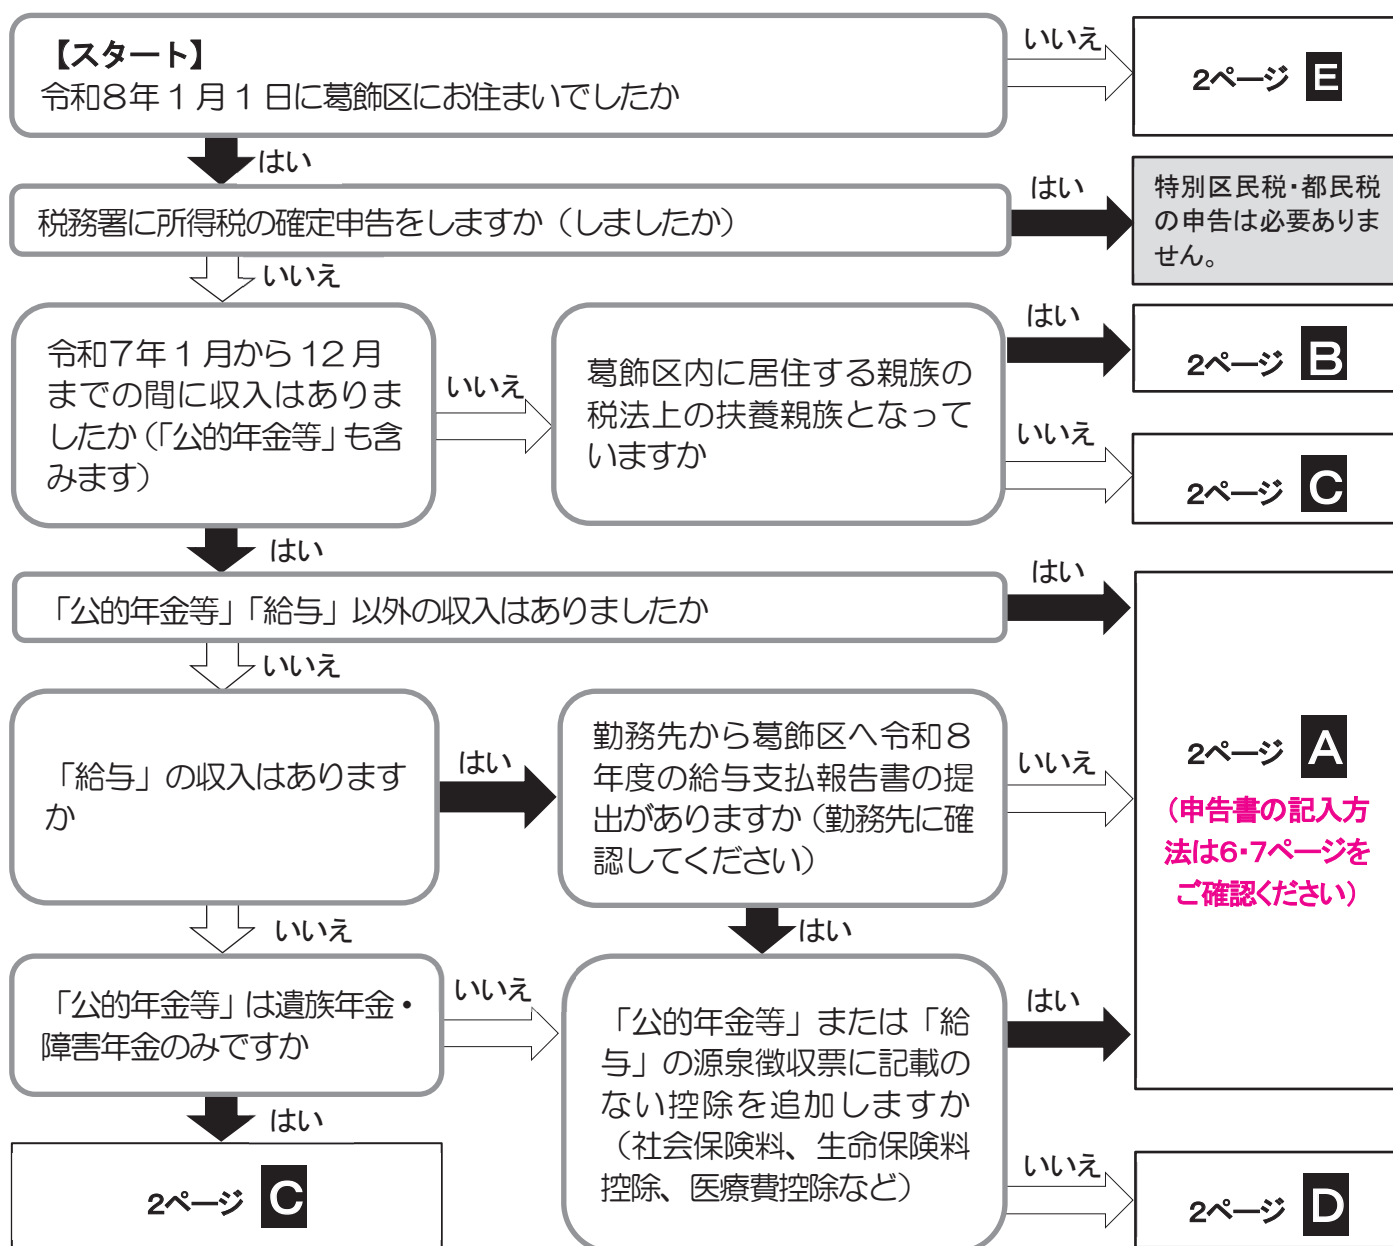 【スタート】
令和８年１月１日に葛飾区にお住まいでしたか
いいえ
2ページ E
はい
税務署に所得税の確定申告をしますか（しましたか）
はい
特別区民税・都民税
の申告は必要ありま
せん。
いいえ
令和７年１月から12月
までの間に収入はありま
したか（「公的年金等」も含
みます）
いいえ
葛飾区内に居住する親族の
税法上の扶養親族となって
いますか
はい
2ページ B
いいえ
2ページ C
はい
「公的年金等」「給与」以外の収入はありましたか
はい
2ページ A
（申告書の記入方
法は6・7ページを
ご確認ください）
いいえ
「給与」の収入はあります
か
はい
勤務先から葛飾区へ令和８
年度の給与支払報告書の提
出がありますか（勤務先に確
認してください）
いいえ
いいえ
はい
「公的年金等」は遺族年金・
障害年金のみですか
いいえ
「公的年金等」または「給
与」の源泉徴収票に記載の
ない控除を追加しますか
（社会保険料、生命保険料
控除、医療費控除など）
はい
はい
2ページ C
いいえ
2ページ D